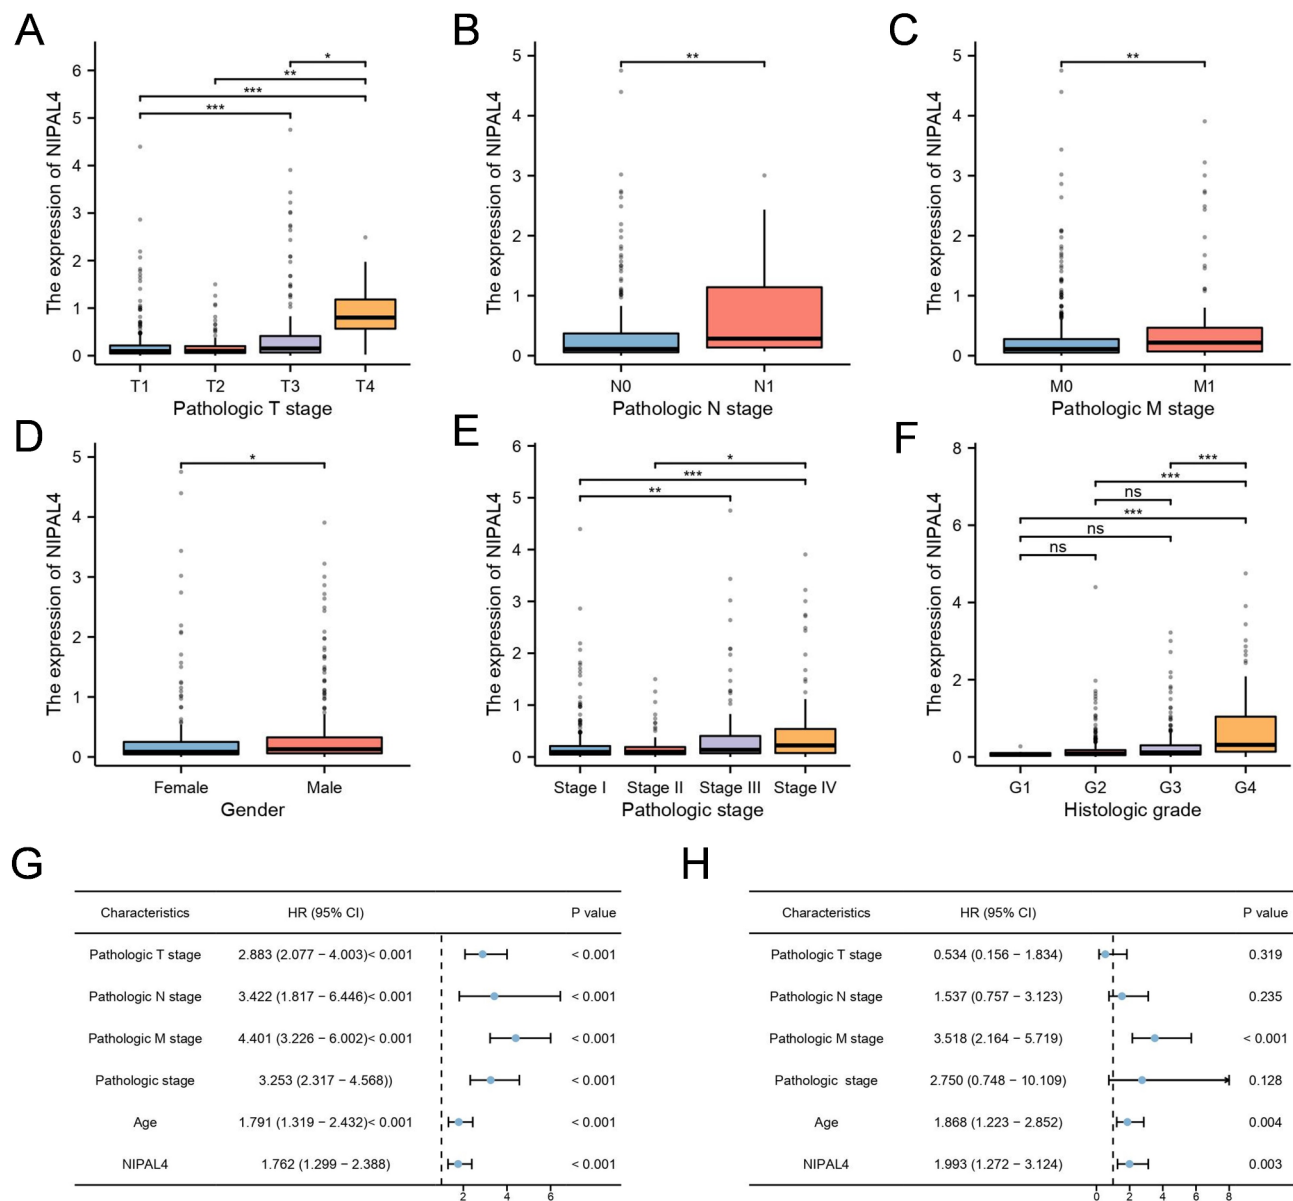 A
The expression of NIPAL4
6
5
4
3
2
1
0
*
**
***
***
T1 T2 T3 T4
Pathologic T stage
B
The expression of NIPAL4
5
4
3
2
1
0
**
N0 N1
Pathologic N stage
C
The expression of NIPAL4
5
4
3
2
1
0
**
M0 M1
Pathologic M stage
D
The expression of NIPAL4
5
4
3
2
1
0
*
Female Male
Gender
E
The expression of NIPAL4
6
5
4
3
2
1
0
*
***
**
Stage I Stage II Stage III Stage IV
Pathologic stage
F
The expression of NIPAL4
8
6
4
2
0
***
***
ns
***
ns
ns
G1 G2 G3 G4
Histologic grade
G
Characteristics HR (95% CI) P value
Pathologic T stage 2.883 (2.077 − 4.003)< 0.001 < 0.001
Pathologic N stage 3.422 (1.817 − 6.446)< 0.001 < 0.001
Pathologic M stage 4.401 (3.226 − 6.002)< 0.001 < 0.001
Pathologic stage 3.253 (2.317 − 4.568)) < 0.001
Age 1.791 (1.319 − 2.432)< 0.001 < 0.001
NIPAL4 1.762 (1.299 − 2.388) < 0.001
2 4 6
H
Characteristics HR (95% CI) P value
Pathologic T stage 0.534 (0.156 − 1.834) 0.319
Pathologic N stage 1.537 (0.757 − 3.123) 0.235
Pathologic M stage 3.518 (2.164 − 5.719) < 0.001
Pathologic stage 2.750 (0.748 − 10.109) 0.128
Age 1.868 (1.223 − 2.852) 0.004
NIPAL4 1.993 (1.272 − 3.124) 0.003
0 2 4 6 8